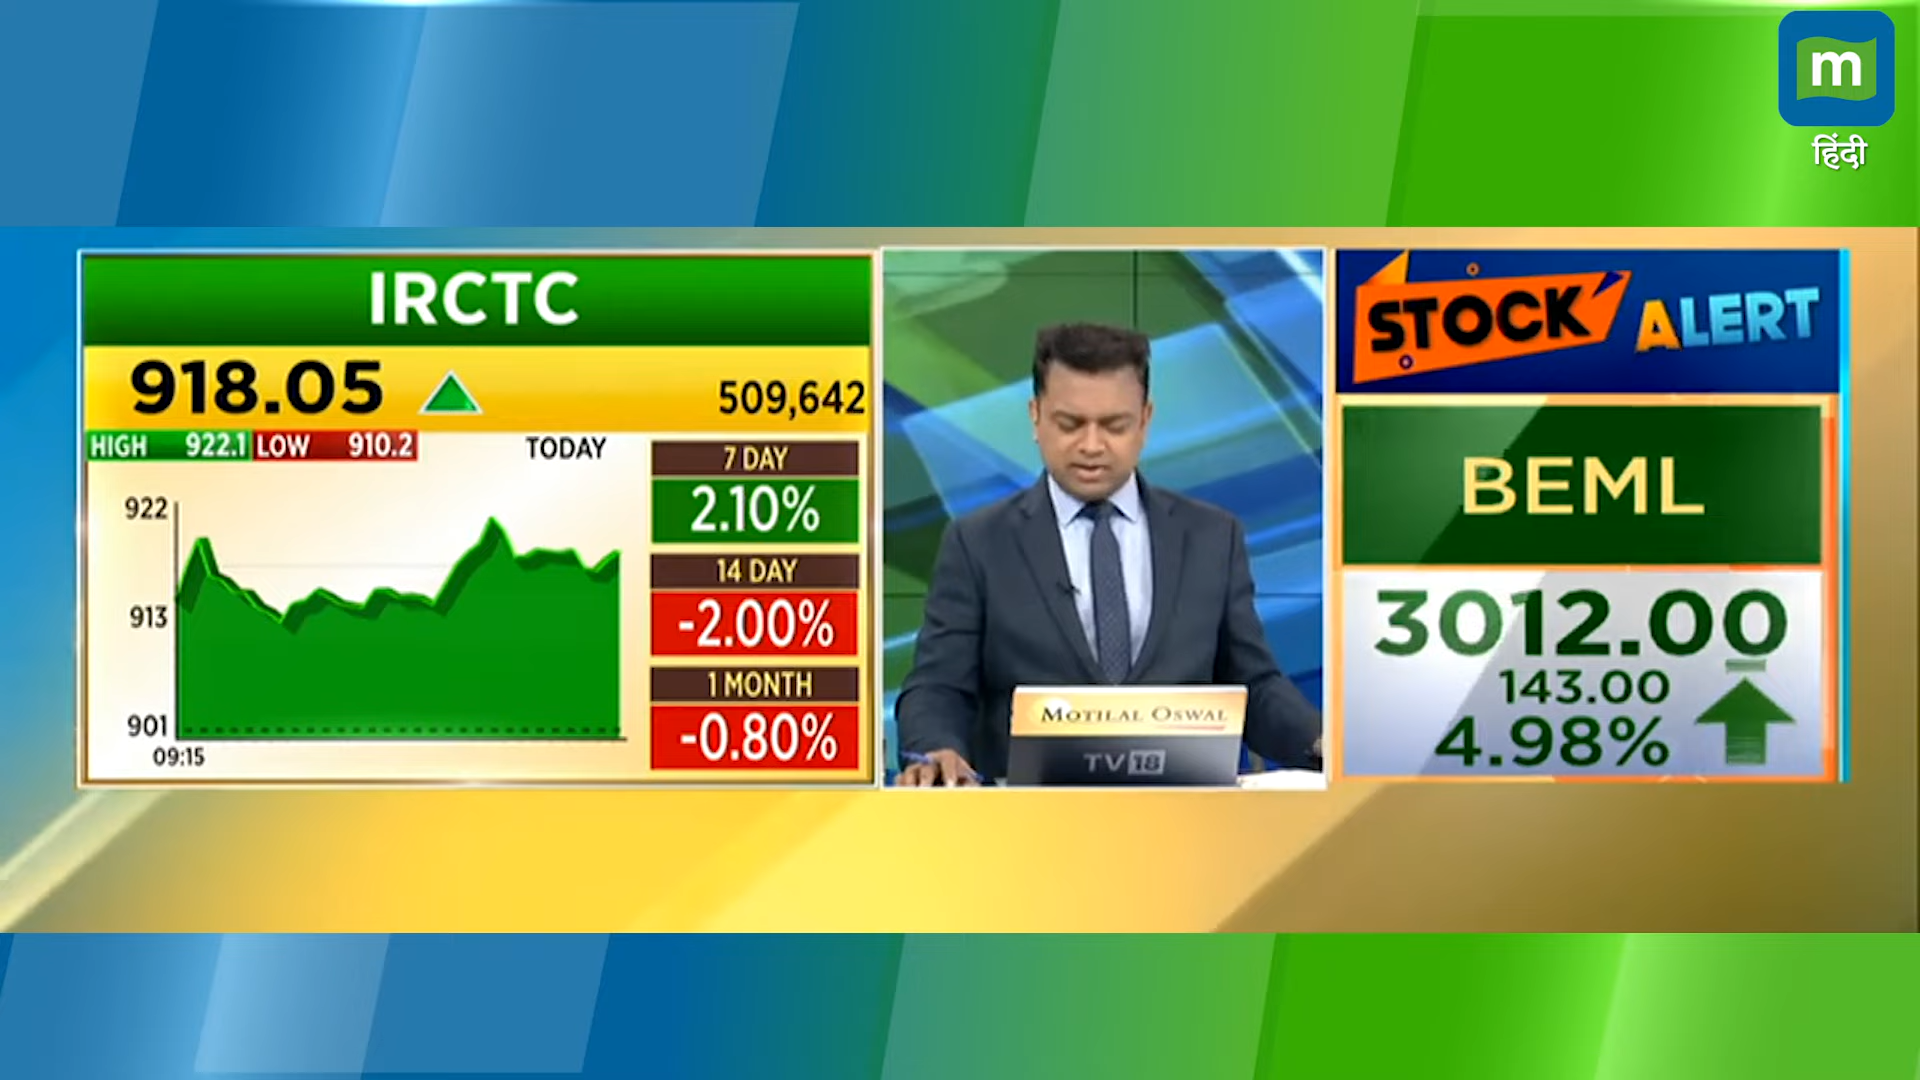 m
हिंदी
IRCTC
918.05
509,642
HIGH 922.1 LOW 910.2
TODAY
922
913
901
09:15
7 DAY
2.10%
14 DAY
-2.00%
1 MONTH
-0.80%
MOTILAL OSWAL
TV18
STOCK ALERT
BEML
3012.00
143.00
4.98%